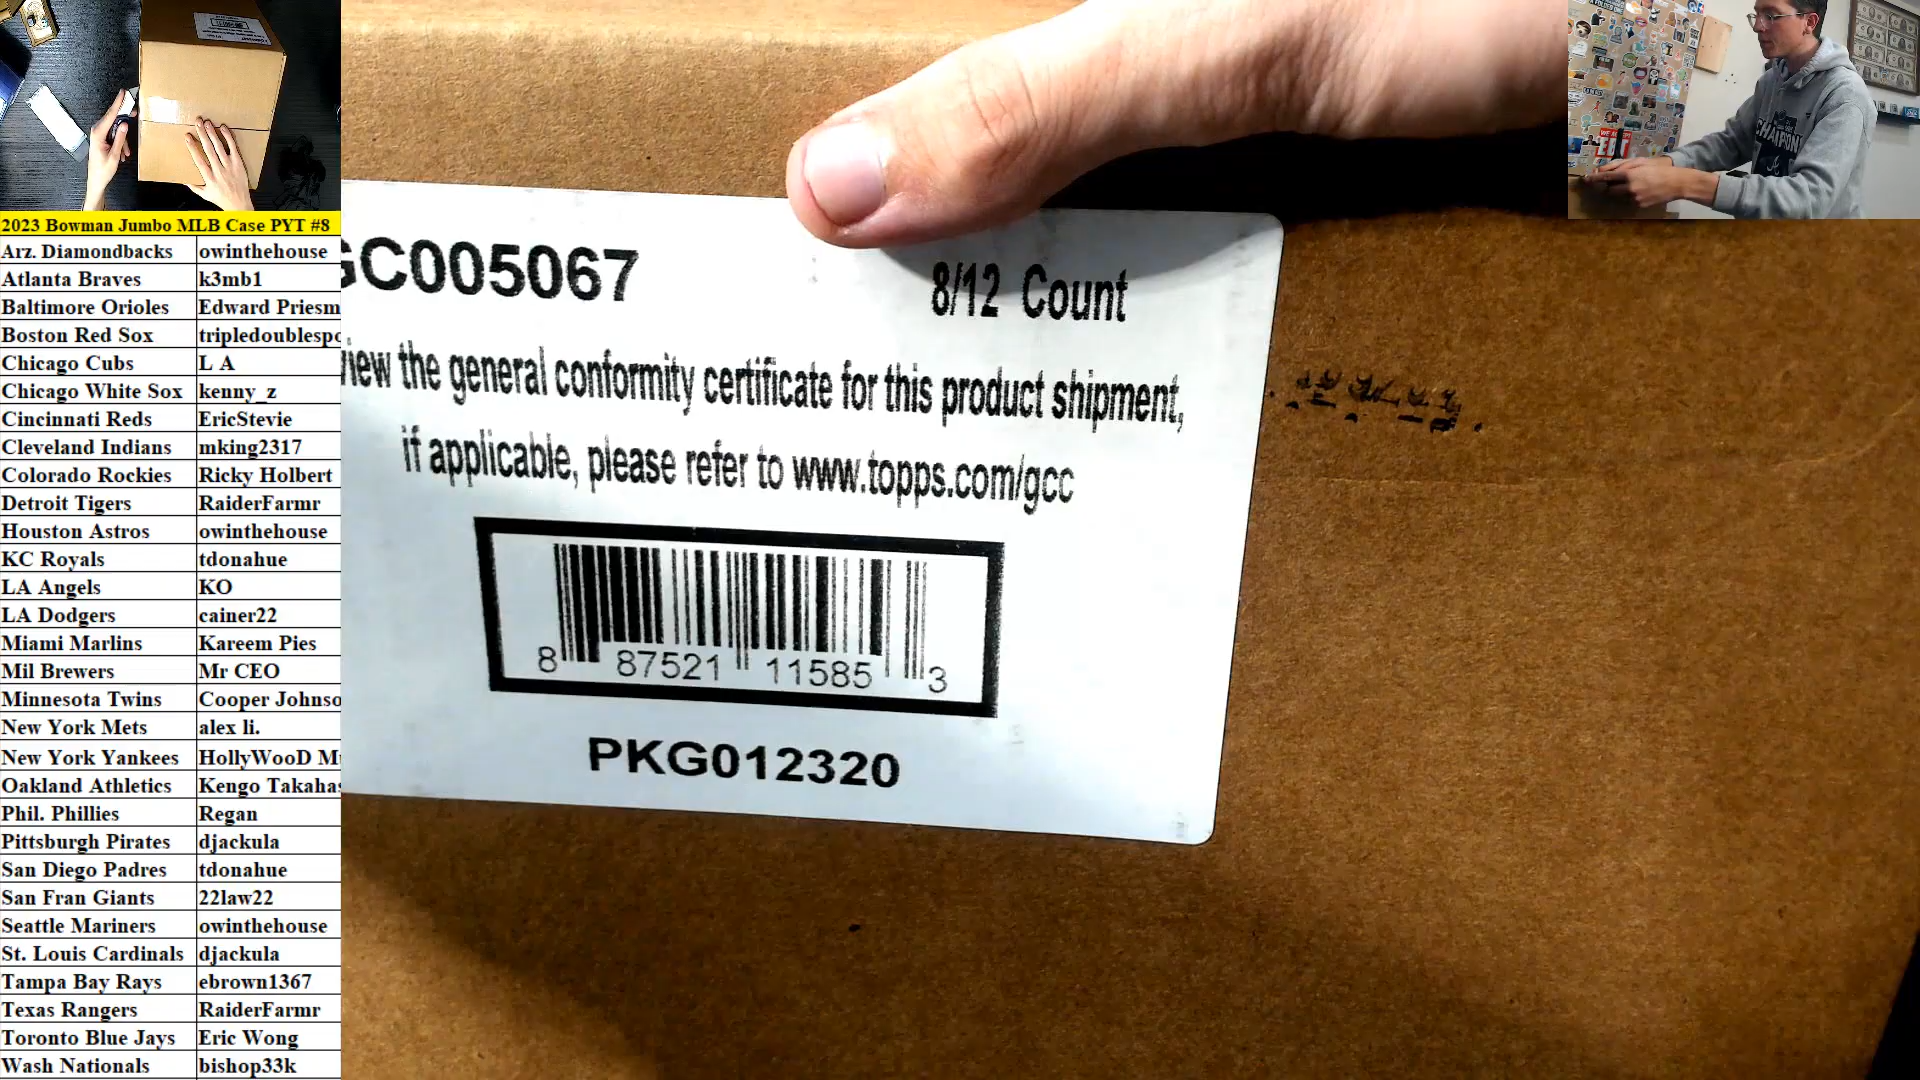 2023 Bowman Jumbo MLB Case PYT #8
Arz. Diamondbacks owinthehouse
Atlanta Braves k3mb1
Baltimore Orioles Edward Priesm
Boston Red Sox tripledoublespo
Chicago Cubs L A
Chicago White Sox kenny_z
Cincinnati Reds EricStevie
Cleveland Indians mking2317
Colorado Rockies Ricky Holbert
Detroit Tigers RaiderFarmr
Houston Astros owinthehouse
KC Royals tdonahue
LA Angels KO
LA Dodgers cainer22
Miami Marlins Kareem Pies
Mil Brewers Mr CEO
Minnesota Twins Cooper Johnso
New York Mets alex li.
New York Yankees HollyWooD M
Oakland Athletics Kengo Takahas
Phil. Phillies Regan
Pittsburgh Pirates djackula
San Diego Padres tdonahue
San Fran Giants 22law22
Seattle Mariners owinthehouse
St. Louis Cardinals djackula
Tampa Bay Rays ebrown1367
Texas Rangers RaiderFarmr
Toronto Blue Jays Eric Wong
Wash Nationals bishop33k
GC005067 8/12 Count
iew the general conformity certificate for this product shipment,
if applicable, please refer to www.topps.com/gcc
8 87521 11585 3
PKG012320
WE ACCEPT
EBT